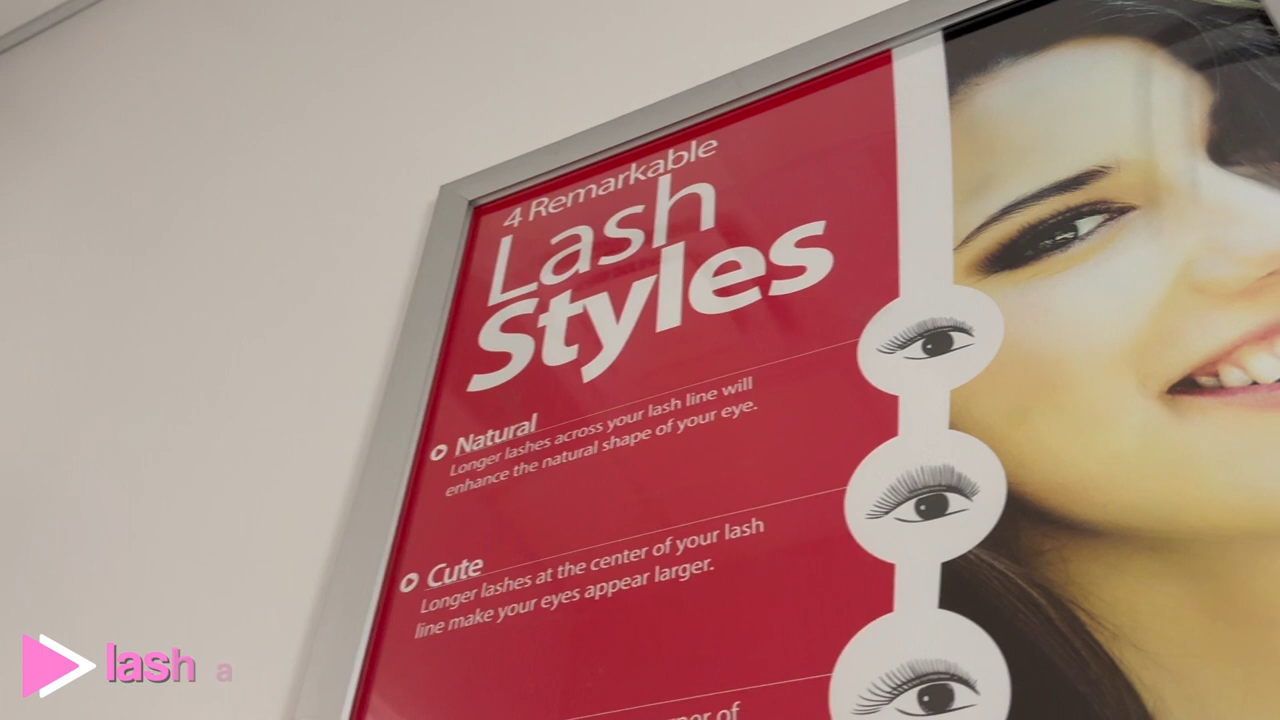 4 Remarkable
Lash
Styles
Natural
Longer lashes across your lash line will
enhance the natural shape of your eye.
Cute
Longer lashes at the center of your lash
line make your eyes appear larger.
of
lash a